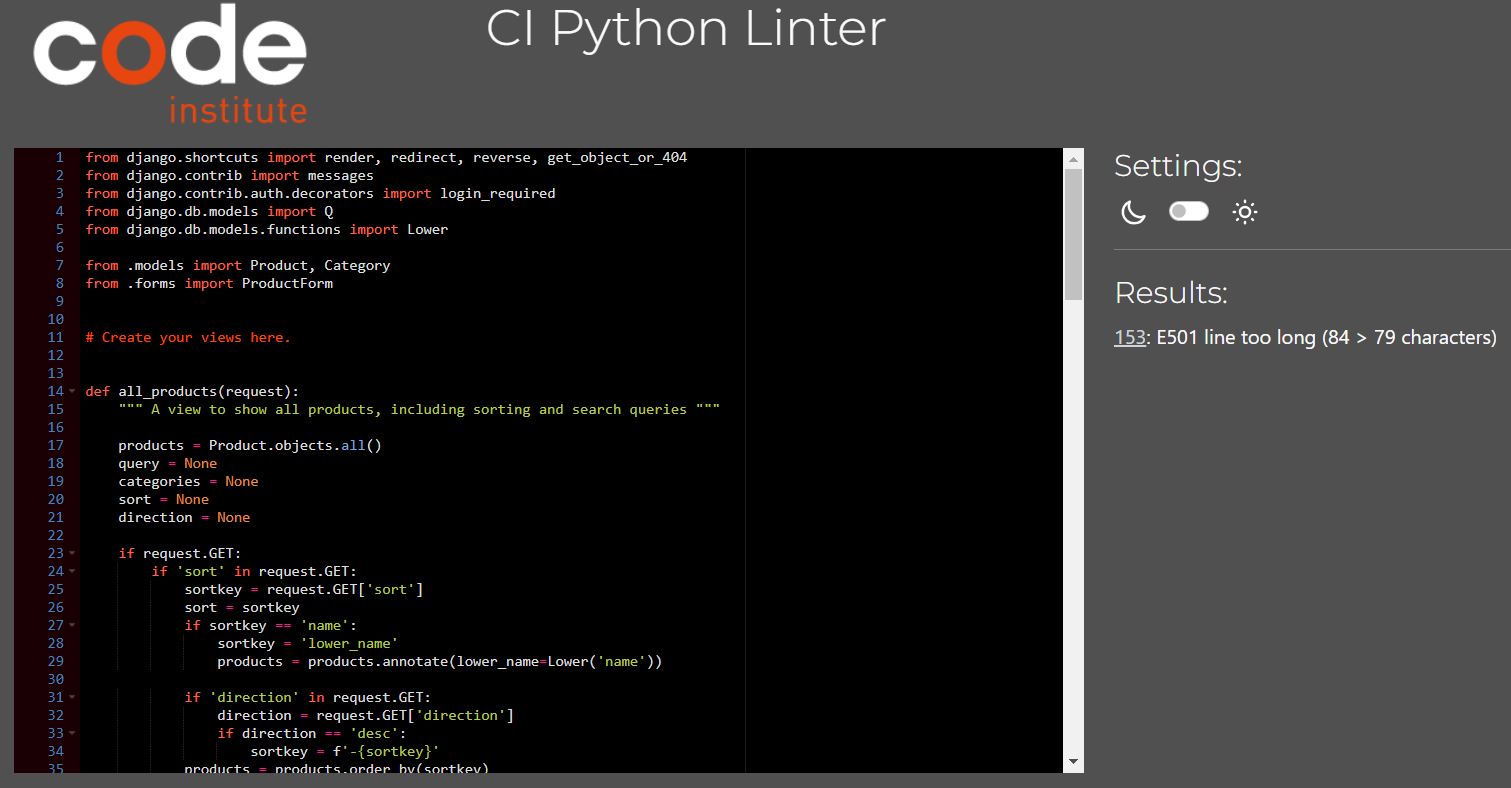 code
institute
CI Python Linter
1 from django.shortcuts import render, redirect, reverse, get_object_or_404
2 from django.contrib import messages
3 from django.contrib.auth.decorators import login_required
4 from django.db.models import Q
5 from django.db.models.functions import Lower
6
7 from .models import Product, Category
8 from .forms import ProductForm
9
10
11 # Create your views here.
12
13
14 def all_products(request):
15     """ A view to show all products, including sorting and search queries """
16
17     products = Product.objects.all()
18     query = None
19     categories = None
20     sort = None
21     direction = None
22
23     if request.GET:
24         if 'sort' in request.GET:
25             sortkey = request.GET['sort']
26             sort = sortkey
27             if sortkey == 'name':
28                 sortkey = 'lower_name'
29                 products = products.annotate(lower_name=Lower('name'))
30
31             if 'direction' in request.GET:
32                 direction = request.GET['direction']
33                 if direction == 'desc':
34                     sortkey = f'-{sortkey}'
35             products = products.order_by(sortkey)
Settings:
Results:
153: E501 line too long (84 > 79 characters)